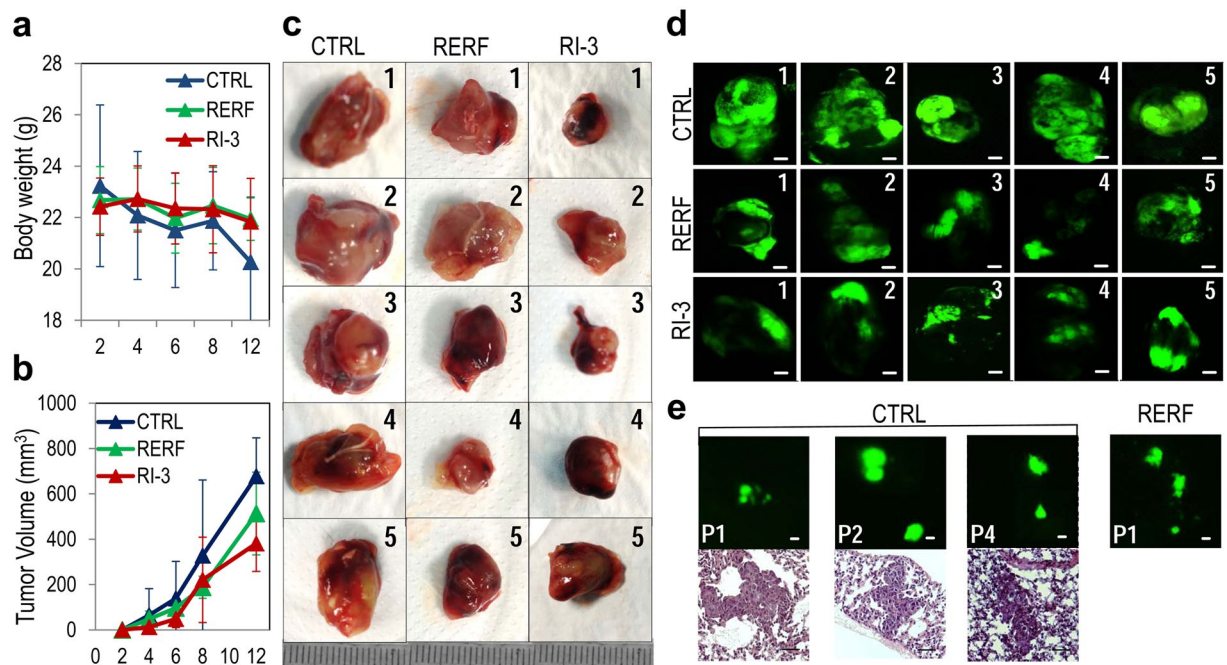 a
28
26
24
22
20
18
Body weight (g)
CTRL
RERF
RI-3
2 4 6 8 12
b
1000
800
600
400
200
0
Tumor Volume (mm³)
CTRL
RERF
RI-3
0 2 4 6 8 10 12
c
CTRL RERF RI-3
1 1 1
2 2 2
3 3 3
4 4 4
5 5 5
d
CTRL 1 2 3 4 5
RERF 1 2 3 4 5
RI-3 1 2 3 4 5
e
CTRL RERF
P1 P2 P4 P1